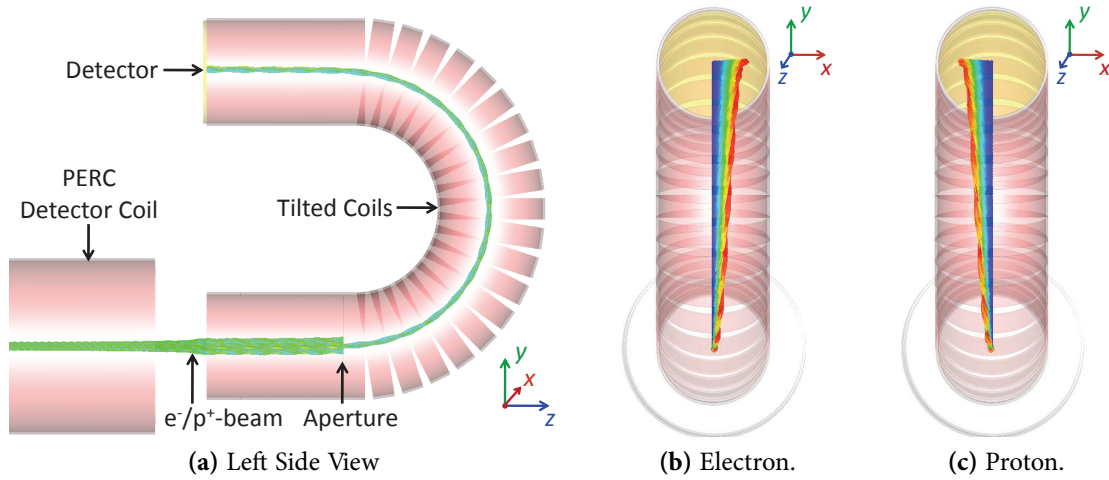 Detector
PERC
Detector Coil
Tilted Coils
e⁻/p⁺-beam
Aperture
y
x
z
(a) Left Side View
y
x
z
(b) Electron.
y
x
z
(c) Proton.